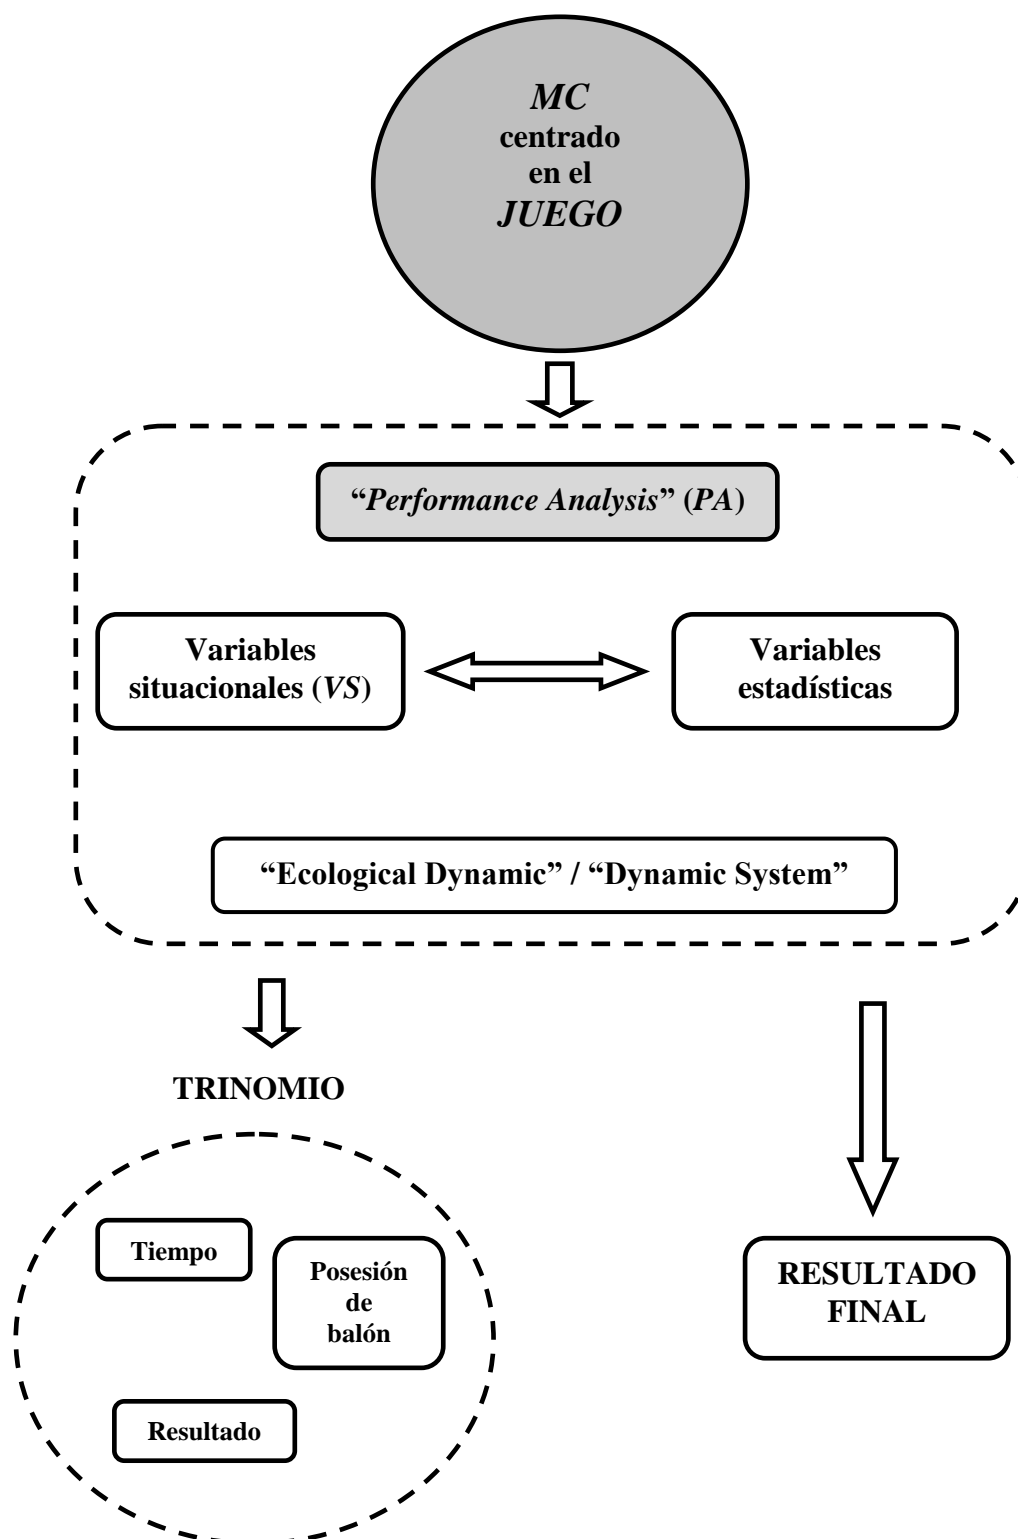 MC
centrado
en el
JUEGO
“Performance Analysis” (PA)
Variables
situacionales (VS)
Variables
estadísticas
“Ecological Dynamic” / “Dynamic System”
TRINOMIO
Tiempo
Posesión
de
balón
Resultado
RESULTADO
FINAL